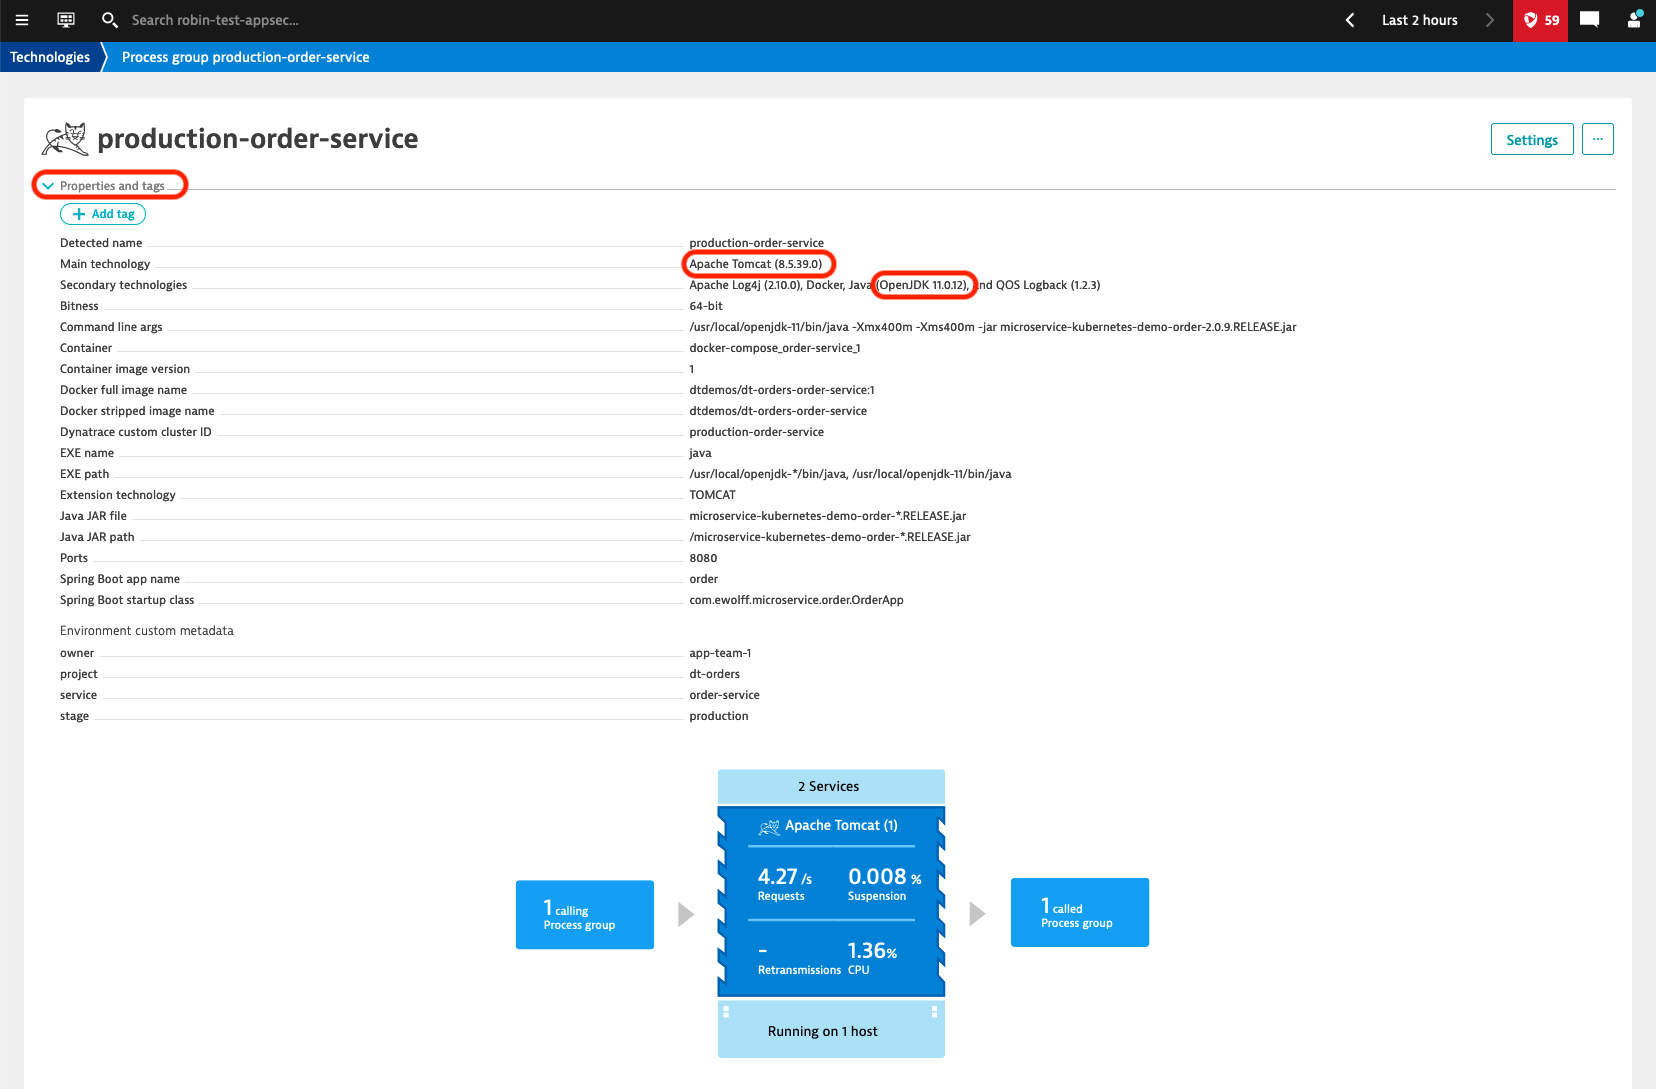 Search robin-test-appsec...
Last 2 hours
59
Technologies
Process group production-order-service
production-order-service
Settings
...
Properties and tags
+ Add tag
Detected name production-order-service
Main technology Apache Tomcat (8.5.39.0)
Secondary technologies Apache Log4j (2.10.0), Docker, Java (OpenJDK 11.0.12), nd QOS Logback (1.2.3)
Bitness 64-bit
Command line args /usr/local/openjdk-11/bin/java -Xmx400m -Xms400m -jar microservice-kubernetes-demo-order-2.0.9.RELEASE.jar
Container docker-compose_order-service_1
Container image version 1
Docker full image name dtdemos/dt-orders-order-service:1
Docker stripped image name dtdemos/dt-orders-order-service
Dynatrace custom cluster ID production-order-service
EXE name java
EXE path /usr/local/openjdk-*/bin/java, /usr/local/openjdk-11/bin/java
Extension technology TOMCAT
Java JAR file microservice-kubernetes-demo-order-*.RELEASE.jar
Java JAR path /microservice-kubernetes-demo-order-*.RELEASE.jar
Ports 8080
Spring Boot app name order
Spring Boot startup class com.ewolff.microservice.order.OrderApp
Environment custom metadata
owner app-team-1
project dt-orders
service order-service
stage production
2 Services
Apache Tomcat (1)
4.27 /s 0.008 %
Requests Suspension
- 1.36%
Retransmissions CPU
1 calling
Process group
1 called
Process group
Running on 1 host